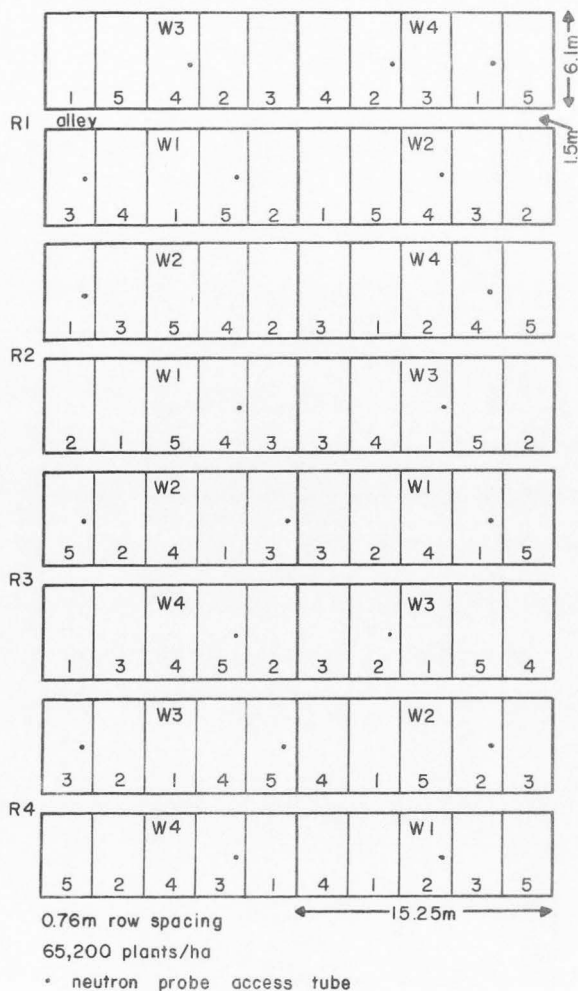 W3 W4
1 5 4 2 3 4 2 3 1 5
6.1m
R1 alley
1.5m
W1 W2
3 4 1 5 2 1 5 4 3 2
W2 W4
1 3 5 4 2 3 1 2 4 5
R2
W1 W3
2 1 5 4 3 3 4 1 5 2
W2 W1
5 2 4 1 3 3 2 4 1 5
R3
W4 W3
1 3 4 5 2 3 2 1 5 4
W3 W2
3 2 1 4 5 4 1 5 2 3
R4
W4 W1
5 2 4 3 1 4 1 2 3 5
0.76m row spacing
15.25m
65,200 plants/ha
• neutron probe access tube